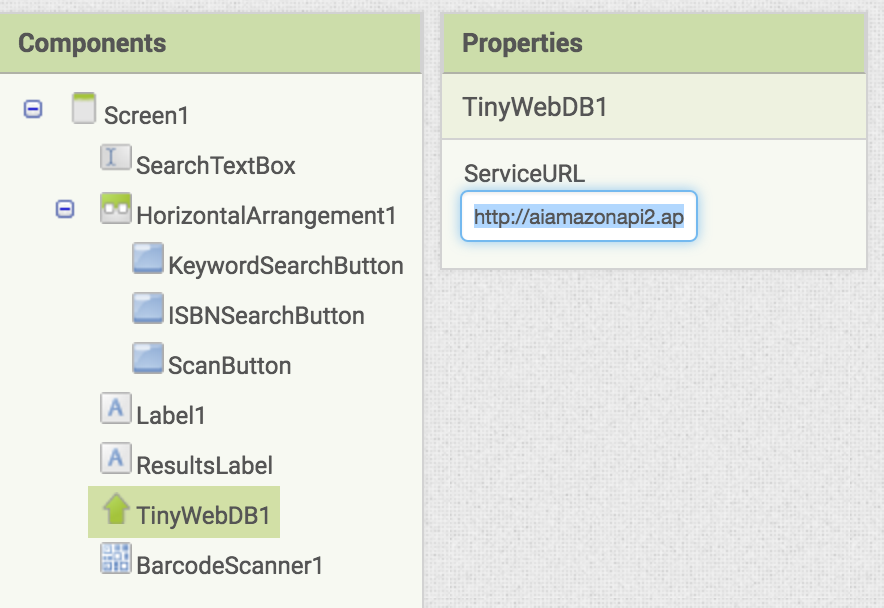 Components
Screen1
SearchTextBox
HorizontalArrangement1
KeywordSearchButton
ISBNSearchButton
ScanButton
Label1
ResultsLabel
TinyWebDB1
BarcodeScanner1
Properties
TinyWebDB1
ServiceURL
http://aiamazonapi2.ap